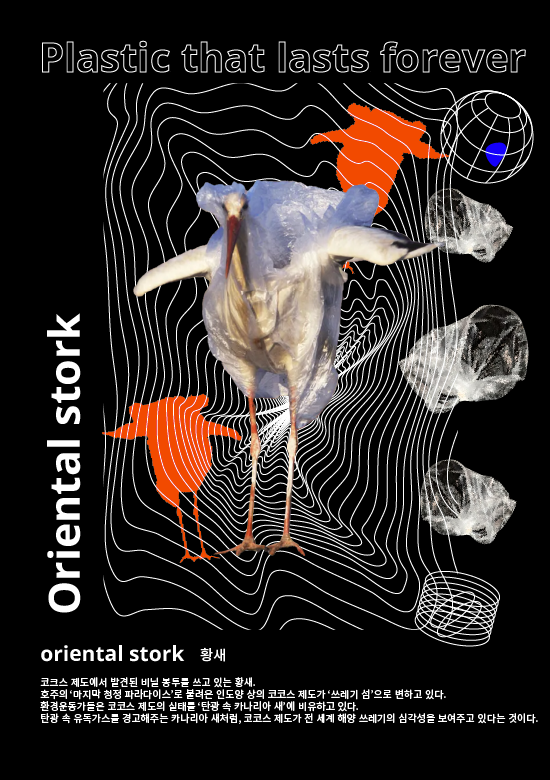 Plastic that lasts forever
Oriental stork
oriental stork 황새
코크스 제도에서 발견된 비닐 봉투를 쓰고 있는 황새.
호주의 '마지막 청정 파라다이스'로 불려온 인도양 상의 코코스 제도가 '쓰레기 섬'으로 변하고 있다.
환경운동가들은 코코스 제도의 실태를 '탄광 속 카나리아 새'에 비유하고 있다.
탄광 속 유독가스를 경고해주는 카나리아 새처럼, 코코스 제도가 전 세계 해양 쓰레기의 심각성을 보여주고 있다는 것이다.